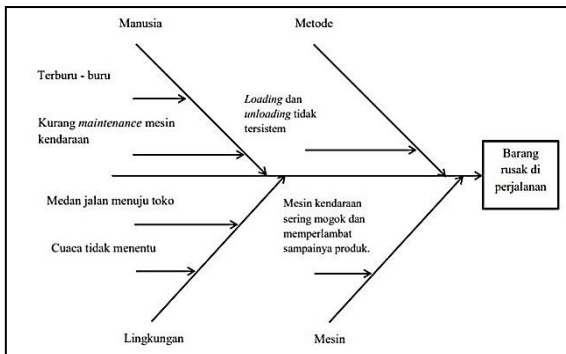 Manusia
Metode
Terburu - buru
Kurang maintenance mesin
kendaraan
Loading dan
unloading tidak
tersistem
Barang
rusak di
perjalanan
Medan jalan menuju toko
Cuaca tidak menentu
Mesin kendaraan
sering mogok dan
memperlambat
sampainya produk.
Lingkungan
Mesin